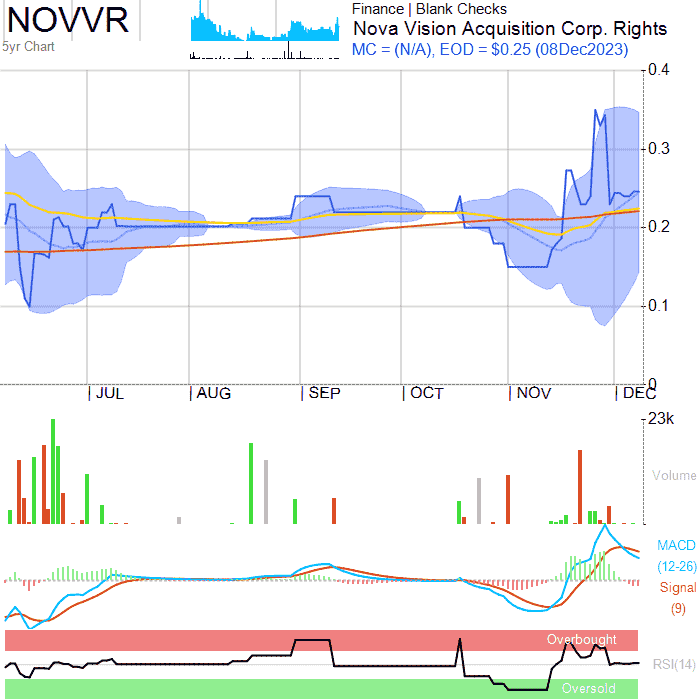 NOVVR
5yr Chart
Finance | Blank Checks
Nova Vision Acquisition Corp. Rights
MC = (N/A), EOD = $0.25 (08Dec2023)
0.4
0.3
0.2
0.1
0
JUL AUG SEP OCT NOV DEC
23k
Volume
MACD
(12-26)
Signal
(9)
Overbought
RSI(14)
Oversold